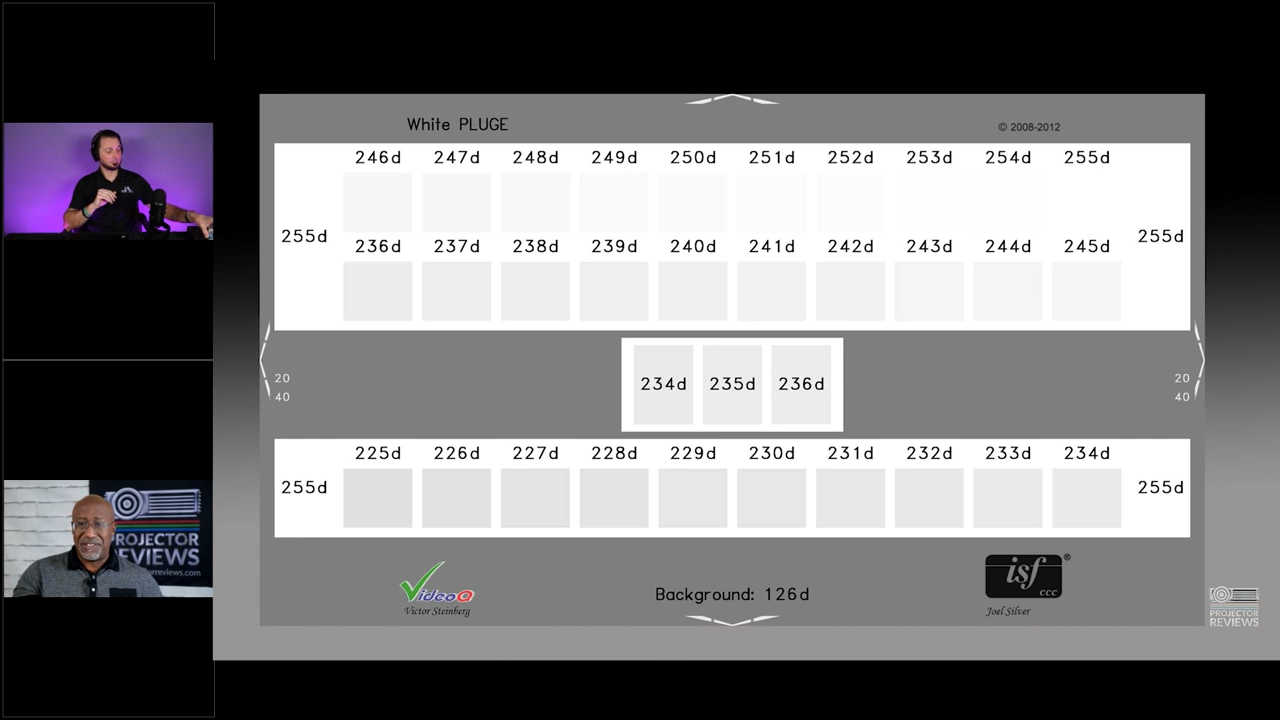 White PLUGE
© 2008-2012
246d 247d 248d 249d 250d 251d 252d 253d 254d 255d
255d 255d
236d 237d 238d 239d 240d 241d 242d 243d 244d 245d
234d 235d 236d
20 20
40 40
225d 226d 227d 228d 229d 230d 231d 232d 233d 234d
255d 255d
VideoQ
Victor Steinberg
Background: 126d
isf®
ccc
Joel Silver
PROJECTOR
REVIEWS
PROJECTOR
REVIEWS